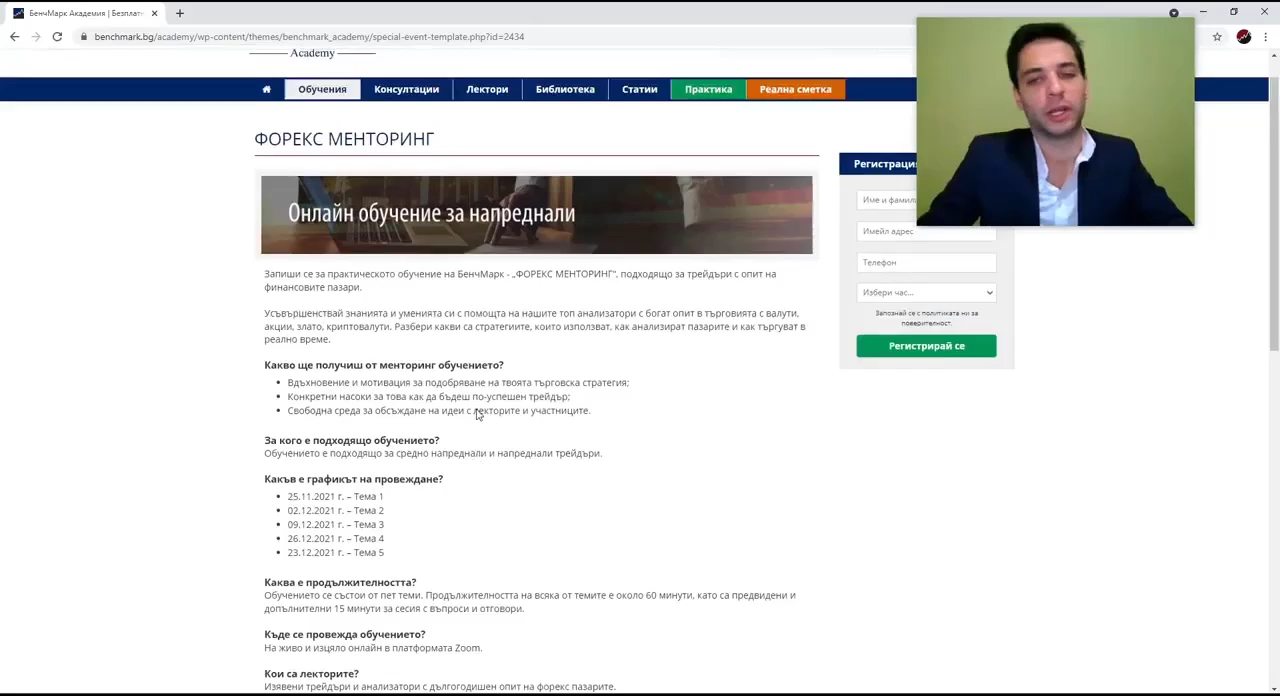 БенчМарк Академия | Безплатн
benchmark.bg/academy/wp-content/themes/benchmark_academy/special-event-template.php?id=2434
Academy
Обучения
Консултации
Лектори
Библиотека
Статии
Практика
Реална сметка
ФОРЕКС МЕНТОРИНГ
Онлайн обучение за напреднали
Запиши се за практическото обучение на БенчМарк - „ФОРЕКС МЕНТОРИНГ", подходящо за трейдъри с опит на
финансовите пазари.
Усъвършенствай знанията и уменията си с помощта на нашите топ анализатори с богат опит в търговията с валути,
акции, злато, криптовалути. Разбери какви са стратегиите, които използват, как анализират пазарите и как търгуват в
реално време.
Какво ще получиш от менторинг обучението?
Вдъхновение и мотивация за подобряване на твоята търговска стратегия;
Конкретни насоки за това как да бъдеш по-успешен трейдър;
Свободна среда за обсъждане на идеи с лекторите и участниците.
За кого е подходящо обучението?
Обучението е подходящо за средно напреднали и напреднали трейдъри.
Какъв е графикът на провеждане?
25.11.2021 г. – Тема 1
02.12.2021 г. – Тема 2
09.12.2021 г. – Тема 3
26.12.2021 г. – Тема 4
23.12.2021 г. – Тема 5
Каква е продължителността?
Обучението се състои от пет теми. Продължителността на всяка от темите е около 60 минути, като са предвидени и
допълнителни 15 минути за сесия с въпроси и отговори.
Къде се провежда обучението?
На живо и изцяло онлайн в платформата Zoom.
Кои са лекторите?
Изявени трейдъри и анализатори с дългогодишен опит на форекс пазарите.
Регистрация
Име и фамил
Имейл адрес
Телефон
Избери час...
Запознай се с политиката ни за
поверителност.
Регистрирай се